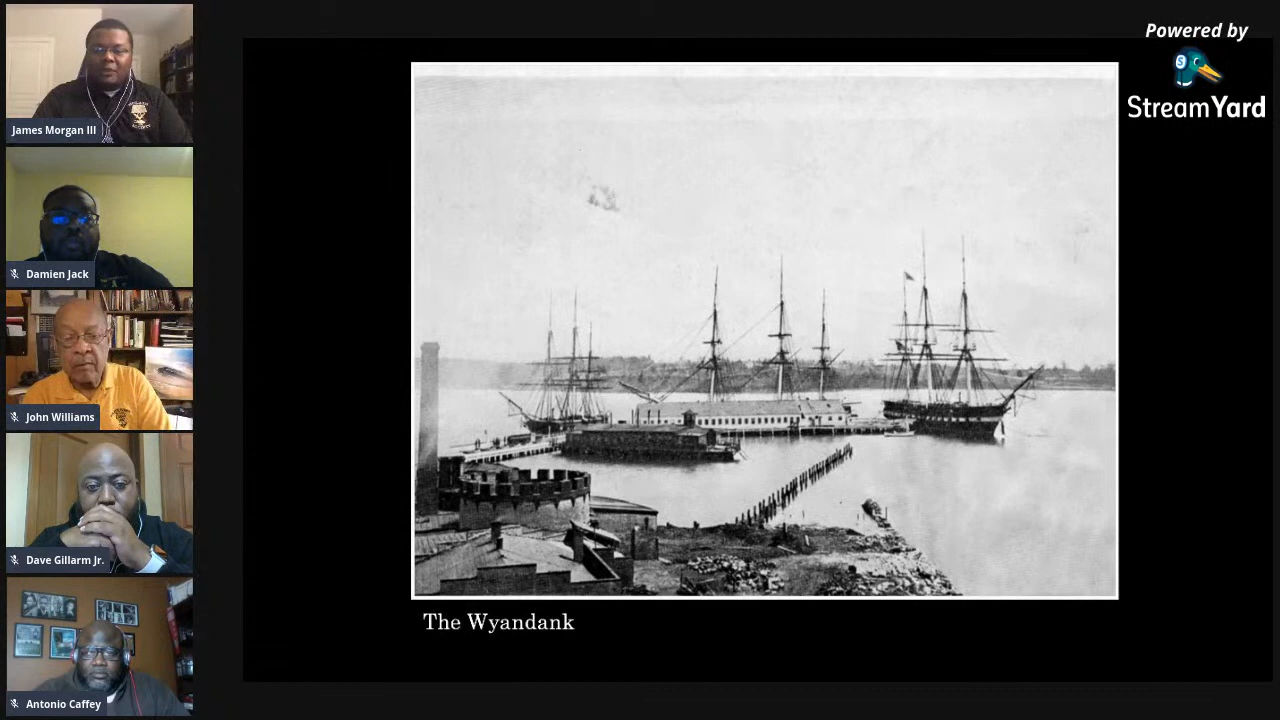 James Morgan III
Damien Jack
John Williams
Dave Gillarm Jr.
Antonio Caffey
The Wyandank
Powered by
StreamYard